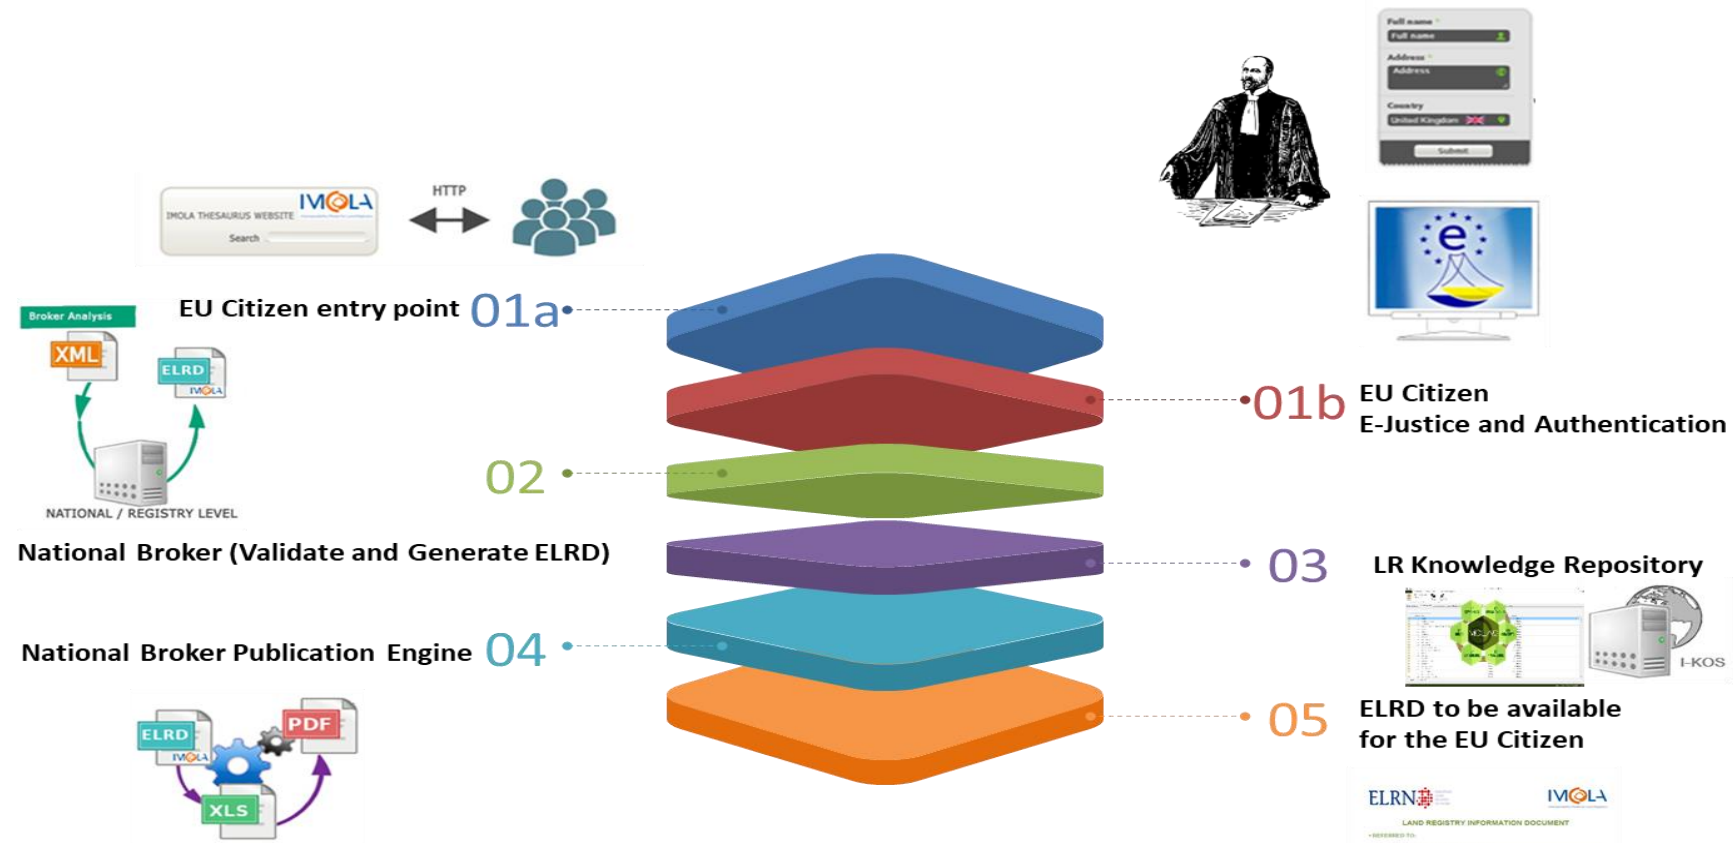 Full name *
Full name
Address *
Address
Country
United Kingdom
Submit
IMOLA
IMOLA THESAURUS WEBSITE
Search
HTTP
e
EU Citizen entry point 01a
Broker Analysis
XML
ELRD
IMOLA
NATIONAL / REGISTRY LEVEL
01b EU Citizen
E-Justice and Authentication
02
National Broker (Validate and Generate ELRD)
03
LR Knowledge Repository
I-KOS
National Broker Publication Engine 04
ELRD
IMOLA
PDF
XLS
05 ELRD to be available
for the EU Citizen
ELRN
IMOLA
LAND REGISTRY INFORMATION DOCUMENT